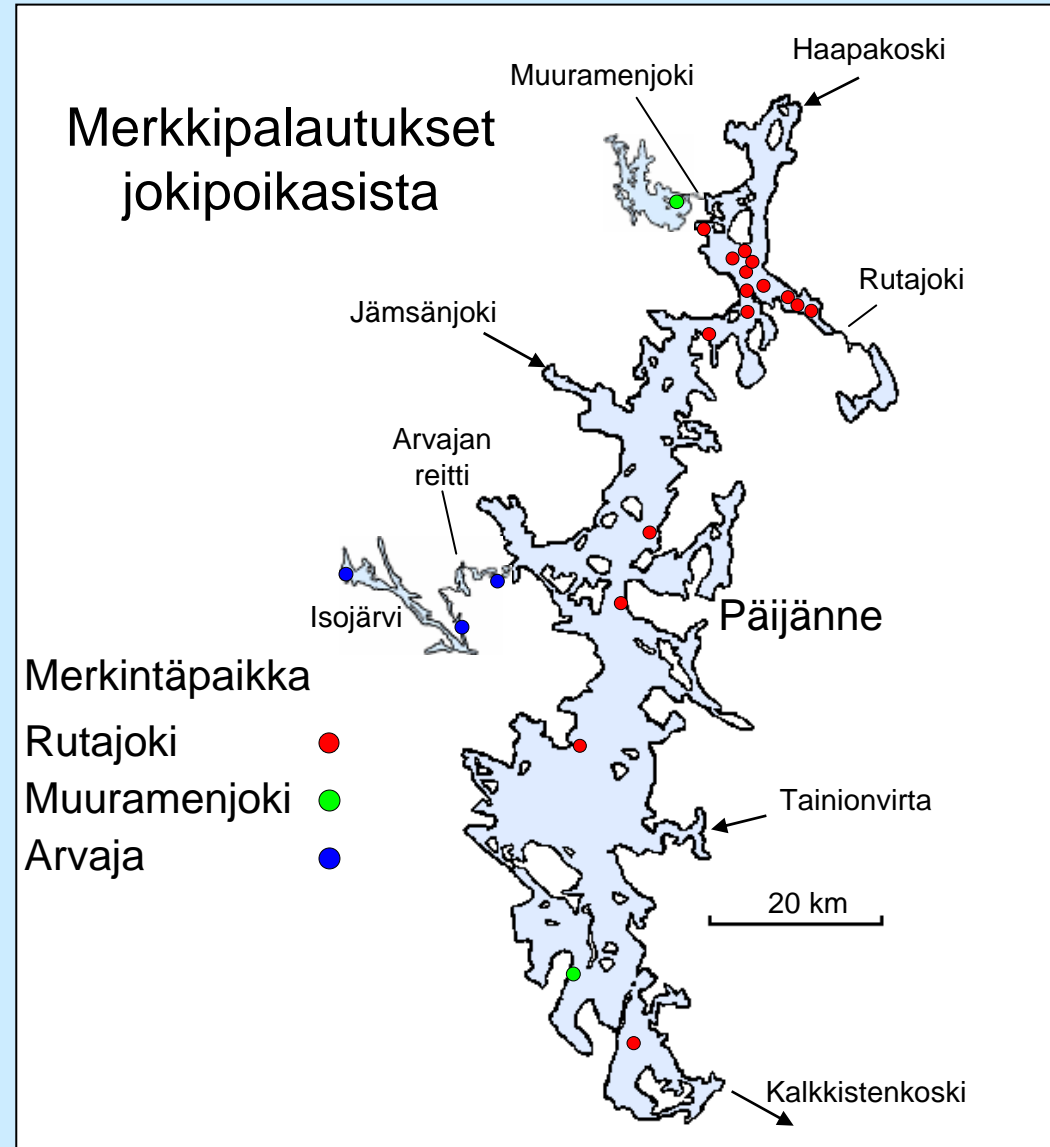 Merkkipalautukset
jokipoikasista
Haapakoski
Muuramenjoki
Rutajoki
Jämsänjoki
Arvajan
reitti
Isojärvi
Päijänne
Merkintäpaikka
Rutajoki
Muuramenjoki
Arvaja
Tainionvirta
20 km
Kalkkistenkoski